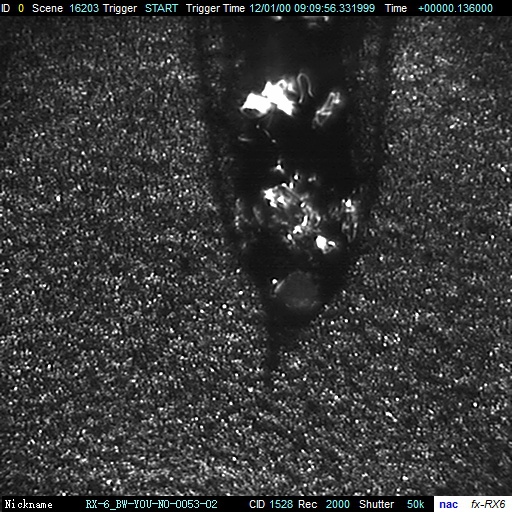 ID 0 Scene 16203 Trigger START Trigger Time 12/01/00 09:09:56.331999 Time +00000.136000
Nickname RX-6_BW-YOU-NO-0053-02 CID 1528 Rec 2000 Shutter 50k nac fx-RX6